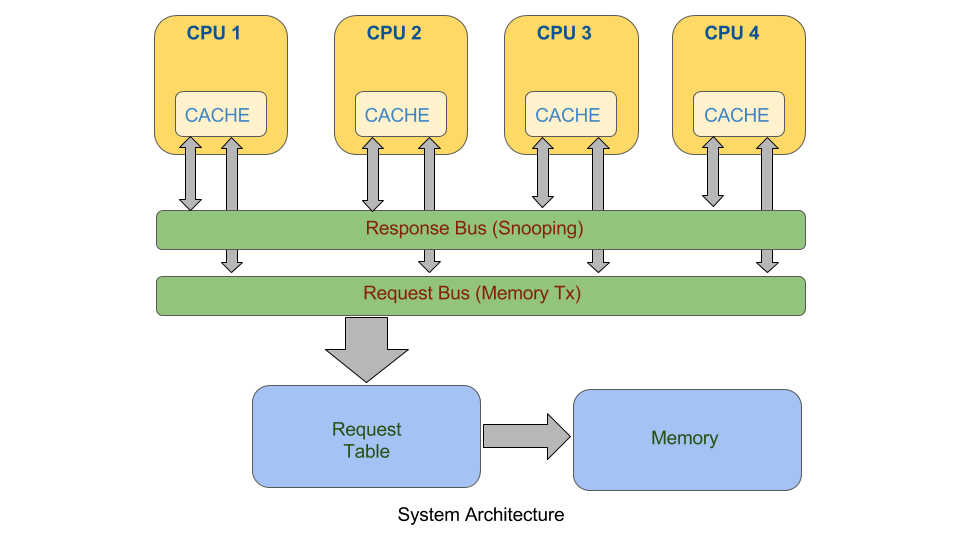 CPU 1
CPU 2
CPU 3
CPU 4
CACHE
CACHE
CACHE
CACHE
Response Bus (Snooping)
Request Bus (Memory Tx)
Request
Table
Memory
System Architecture